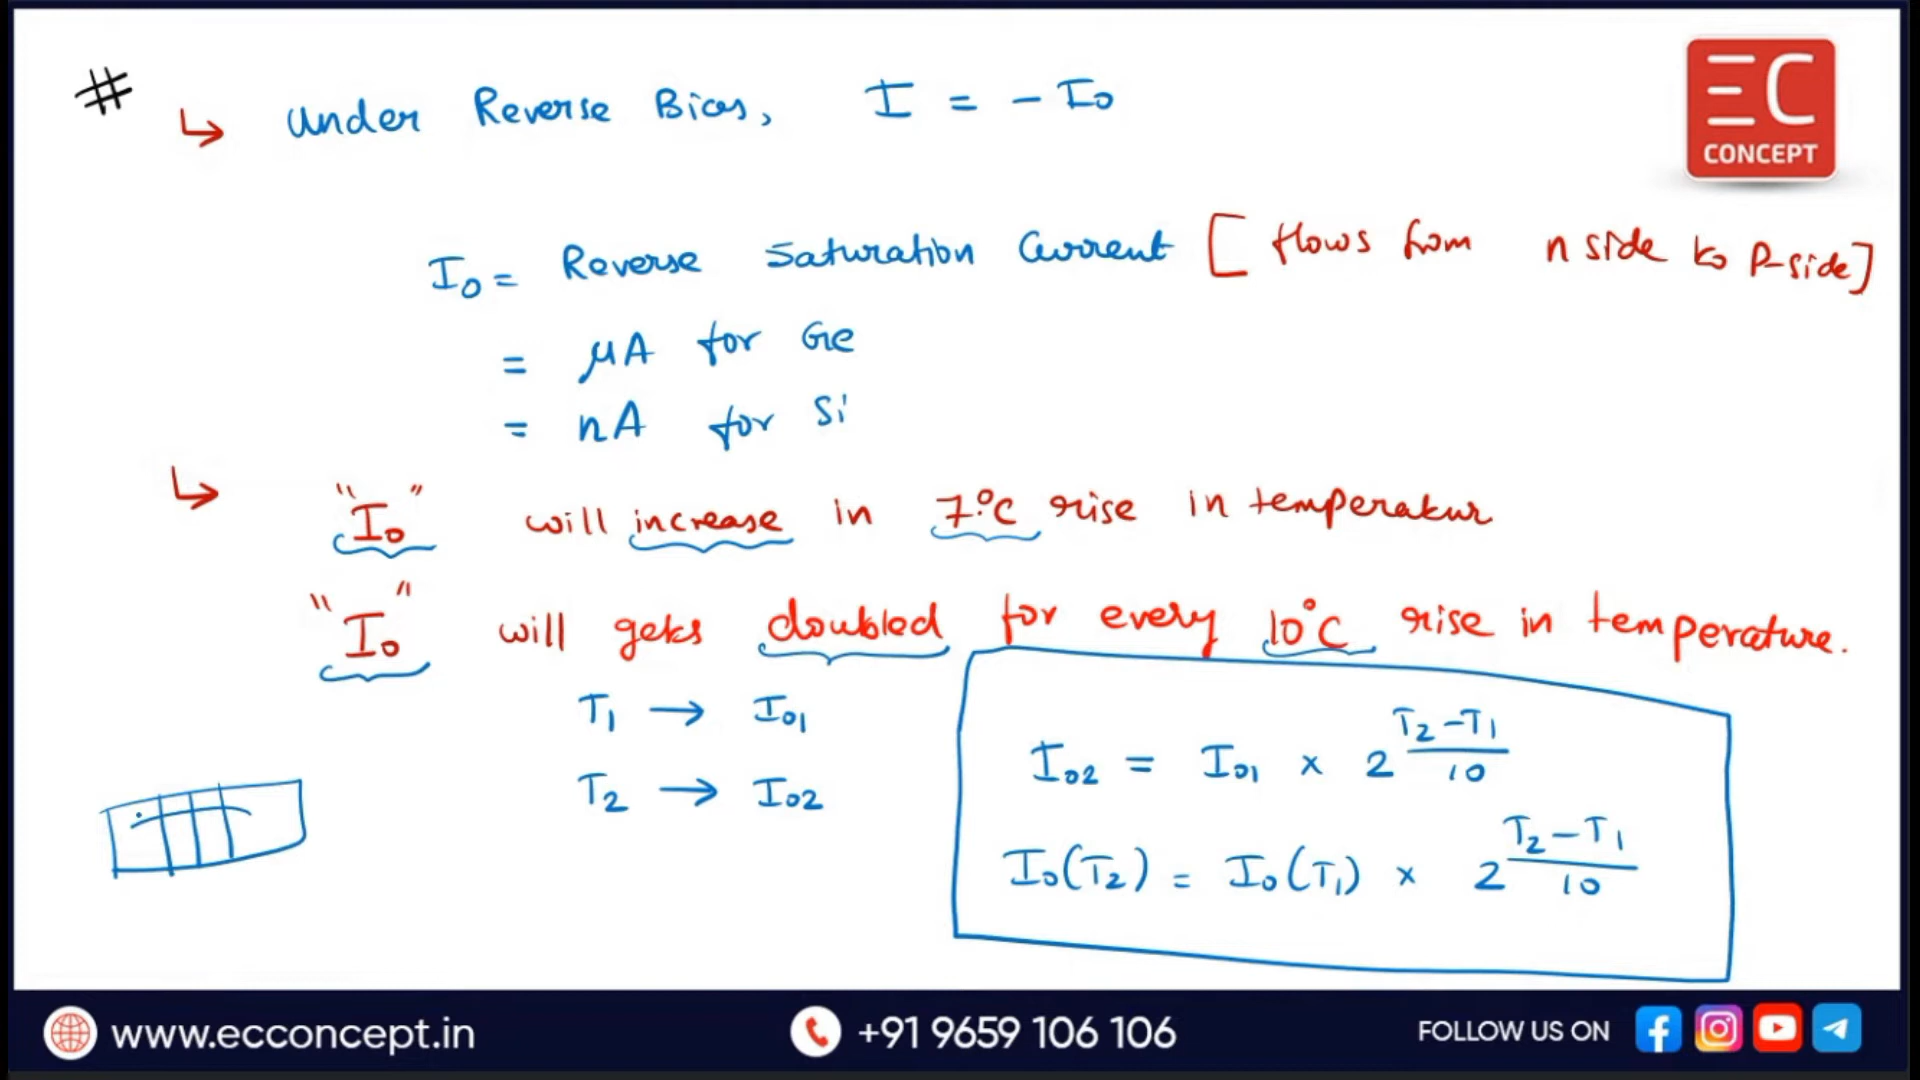 #
↳ Under Reverse Bias, I = - I₀
EC
CONCEPT
I₀ = Reverse Saturation Current [flows from n side to P-side]
= μA for Ge
= nA for Si
↳ "I₀" will increase in 7°C rise in temperatur
"I₀" will gets doubled for every 10°C rise in temperature.
T₁ → I₀₁
T₂ → I₀₂
I₀₂ = I₀₁ × 2^((T₂-T₁)/10)
I₀(T₂) = I₀(T₁) × 2^((T₂-T₁)/10)
www.ecconcept.in +91 9659 106 106 FOLLOW US ON